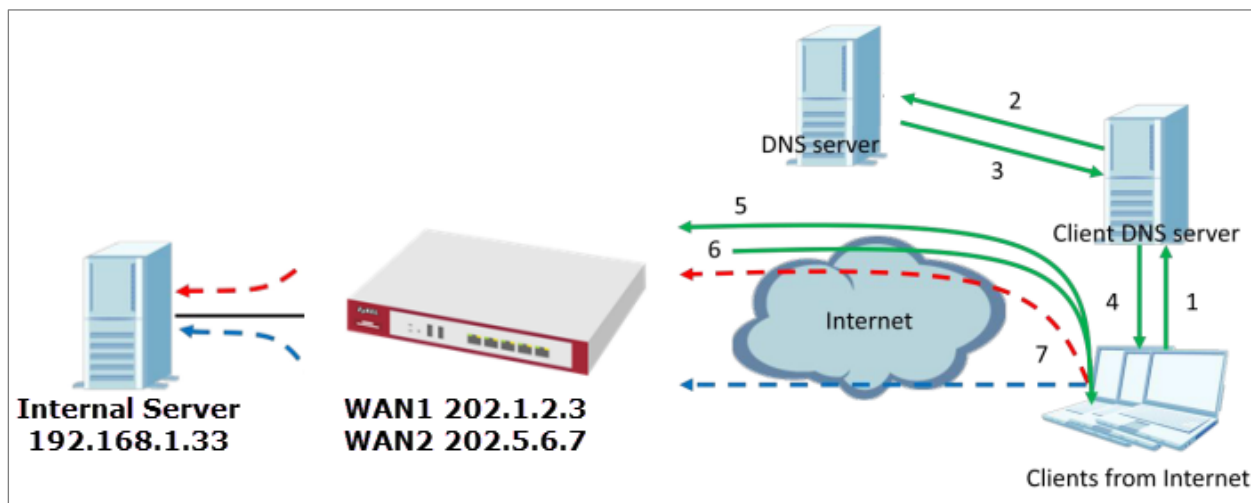 2
DNS server
3
5
Client DNS server
6
4
1
Internet
7
ZyXEL
Internal Server
192.168.1.33
WAN1 202.1.2.3
WAN2 202.5.6.7
Clients from Internet